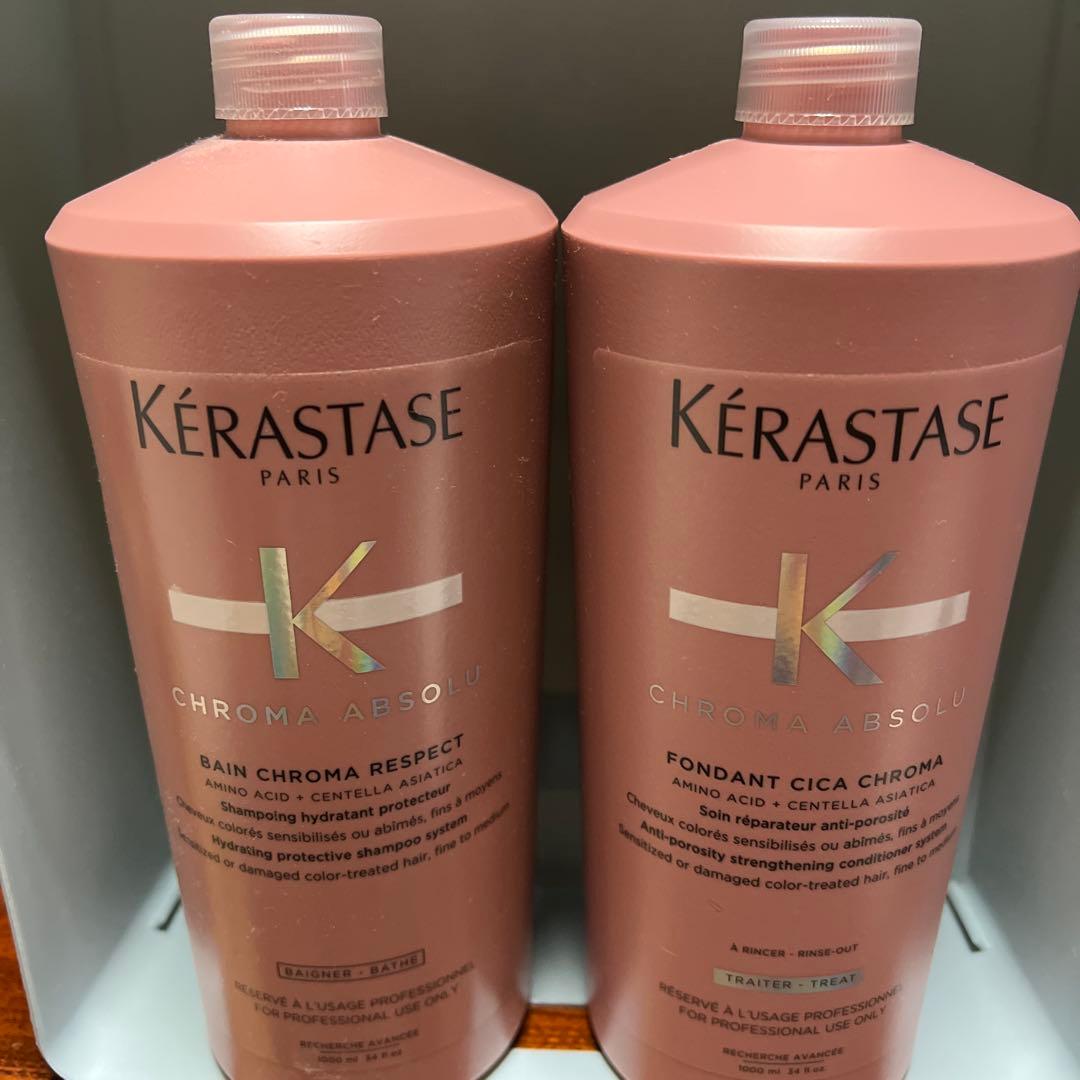 KÉRASTASE
PARIS
K
CHROMA ABSOLU
BAIN CHROMA RESPECT
AMINO ACID + CENTELLA ASIATICA
Shampoing hydratant protecteur
Cheveux colorés sensibilisés ou abîmés, fins à moyens
Hydrating protective shampoo system
Sensitized or damaged color-treated hair, fine to medium
BAIGNER - BATHE
RÉSERVÉ À L'USAGE PROFESSIONNEL
FOR PROFESSIONAL USE ONLY
RECHERCHE AVANCÉE
1000 ml 34 fl oz
KÉRASTASE
PARIS
K
CHROMA ABSOLU
FONDANT CICA CHROMA
AMINO ACID + CENTELLA ASIATICA
Soin réparateur anti-porosité
Cheveux colorés sensibilisés ou abîmés, fins à moyens
Anti-porosity strengthening conditioner system
Sensitized or damaged color-treated hair, fine to medium
À RINCER - RINSE-OUT
TRAITER - TREAT
RÉSERVÉ À L'USAGE PROFESSIONNEL
FOR PROFESSIONAL USE ONLY
RECHERCHE AVANCÉE
1000 ml 34 fl oz.